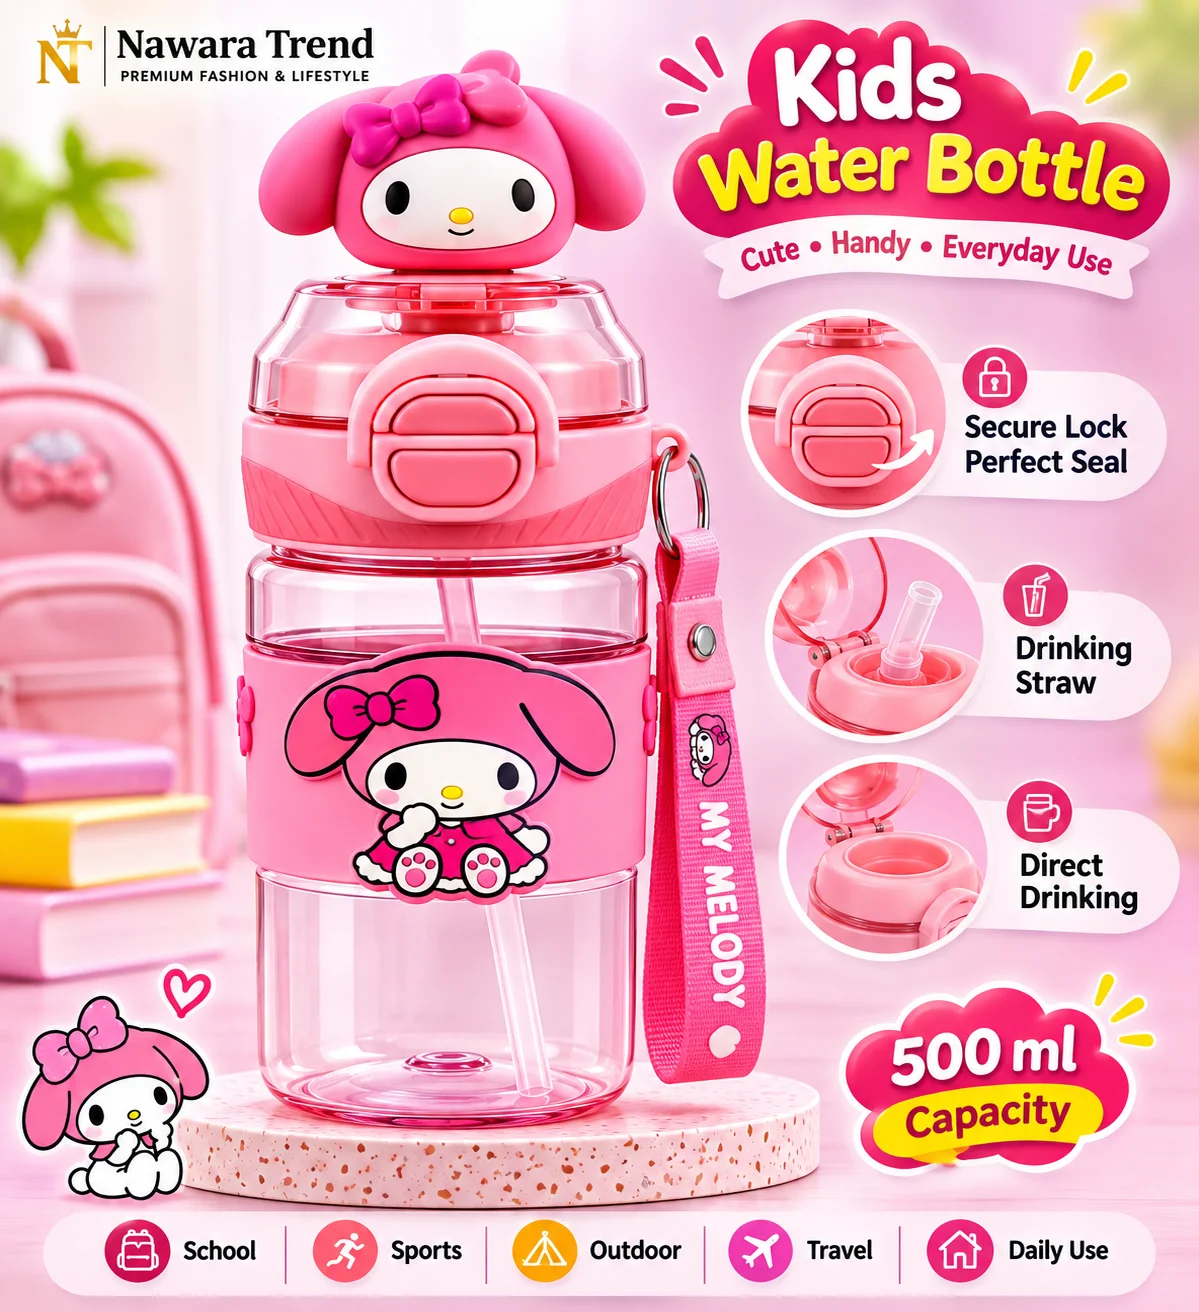 NT
Nawara Trend
PREMIUM FASHION & LIFESTYLE
Kids
Water Bottle
Cute • Handy • Everyday Use
Secure Lock
Perfect Seal
Drinking
Straw
Direct
Drinking
MY MELODY
500 ml
Capacity
School
Sports
Outdoor
Travel
Daily Use